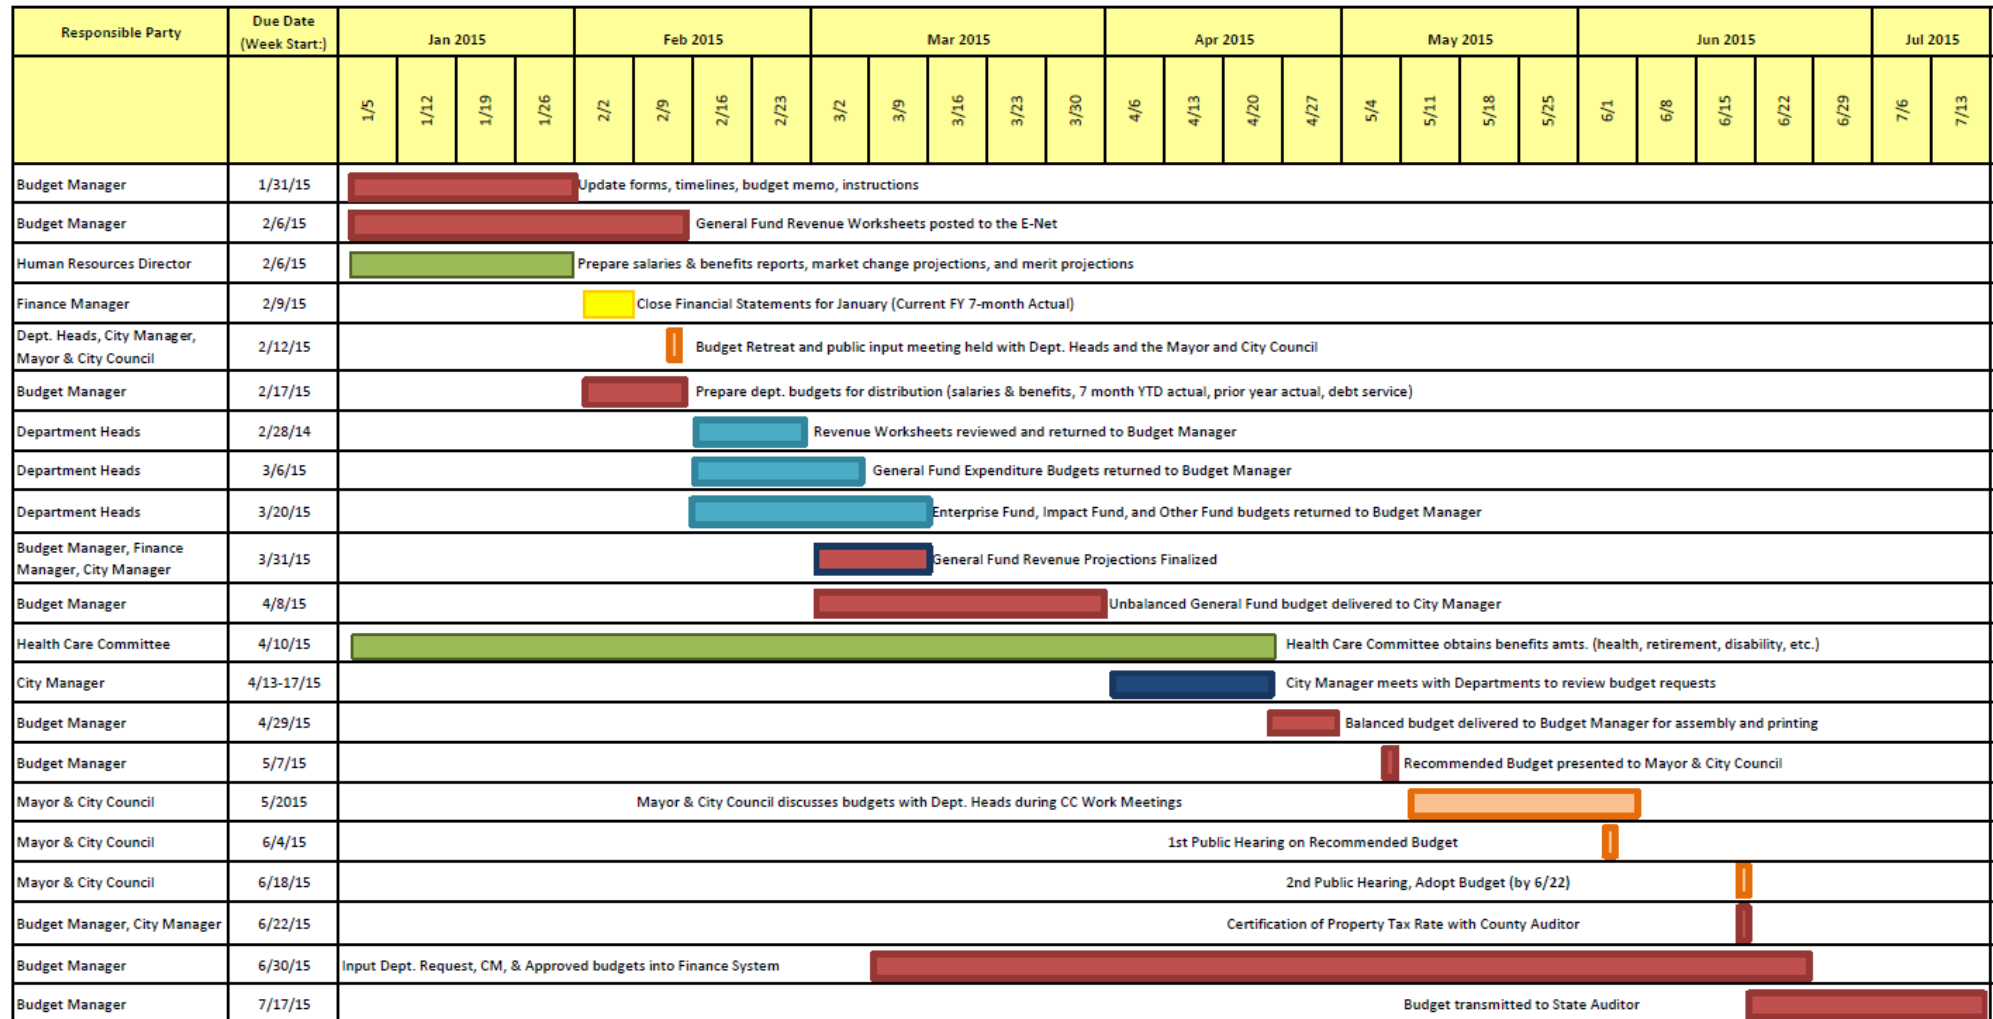 Responsible Party
Due Date
(Week Start:)
Jan 2015
Feb 2015
Mar 2015
Apr 2015
May 2015
Jun 2015
Jul 2015
1/5
1/12
1/19
1/26
2/2
2/9
2/16
2/23
3/2
3/9
3/16
3/23
3/30
4/6
4/13
4/20
4/27
5/4
5/11
5/18
5/25
6/1
6/8
6/15
6/22
6/29
7/6
7/13
Budget Manager 1/31/15 Update forms, timelines, budget memo, instructions
Budget Manager 2/6/15 General Fund Revenue Worksheets posted to the E-Net
Human Resources Director 2/6/15 Prepare salaries & benefits reports, market change projections, and merit projections
Finance Manager 2/9/15 Close Financial Statements for January (Current FY 7-month Actual)
Dept. Heads, City Manager,
Mayor & City Council 2/12/15 Budget Retreat and public input meeting held with Dept. Heads and the Mayor and City Council
Budget Manager 2/17/15 Prepare dept. budgets for distribution (salaries & benefits, 7 month YTD actual, prior year actual, debt service)
Department Heads 2/28/14 Revenue Worksheets reviewed and returned to Budget Manager
Department Heads 3/6/15 General Fund Expenditure Budgets returned to Budget Manager
Department Heads 3/20/15 Enterprise Fund, Impact Fund, and Other Fund budgets returned to Budget Manager
Budget Manager, Finance
Manager, City Manager 3/31/15 General Fund Revenue Projections Finalized
Budget Manager 4/8/15 Unbalanced General Fund budget delivered to City Manager
Health Care Committee 4/10/15 Health Care Committee obtains benefits amts. (health, retirement, disability, etc.)
City Manager 4/13-17/15 City Manager meets with Departments to review budget requests
Budget Manager 4/29/15 Balanced budget delivered to Budget Manager for assembly and printing
Budget Manager 5/7/15 Recommended Budget presented to Mayor & City Council
Mayor & City Council 5/2015 Mayor & City Council discusses budgets with Dept. Heads during CC Work Meetings
Mayor & City Council 6/4/15 1st Public Hearing on Recommended Budget
Mayor & City Council 6/18/15 2nd Public Hearing, Adopt Budget (by 6/22)
Budget Manager, City Manager 6/22/15 Certification of Property Tax Rate with County Auditor
Budget Manager 6/30/15 Input Dept. Request, CM, & Approved budgets into Finance System
Budget Manager 7/17/15 Budget transmitted to State Auditor